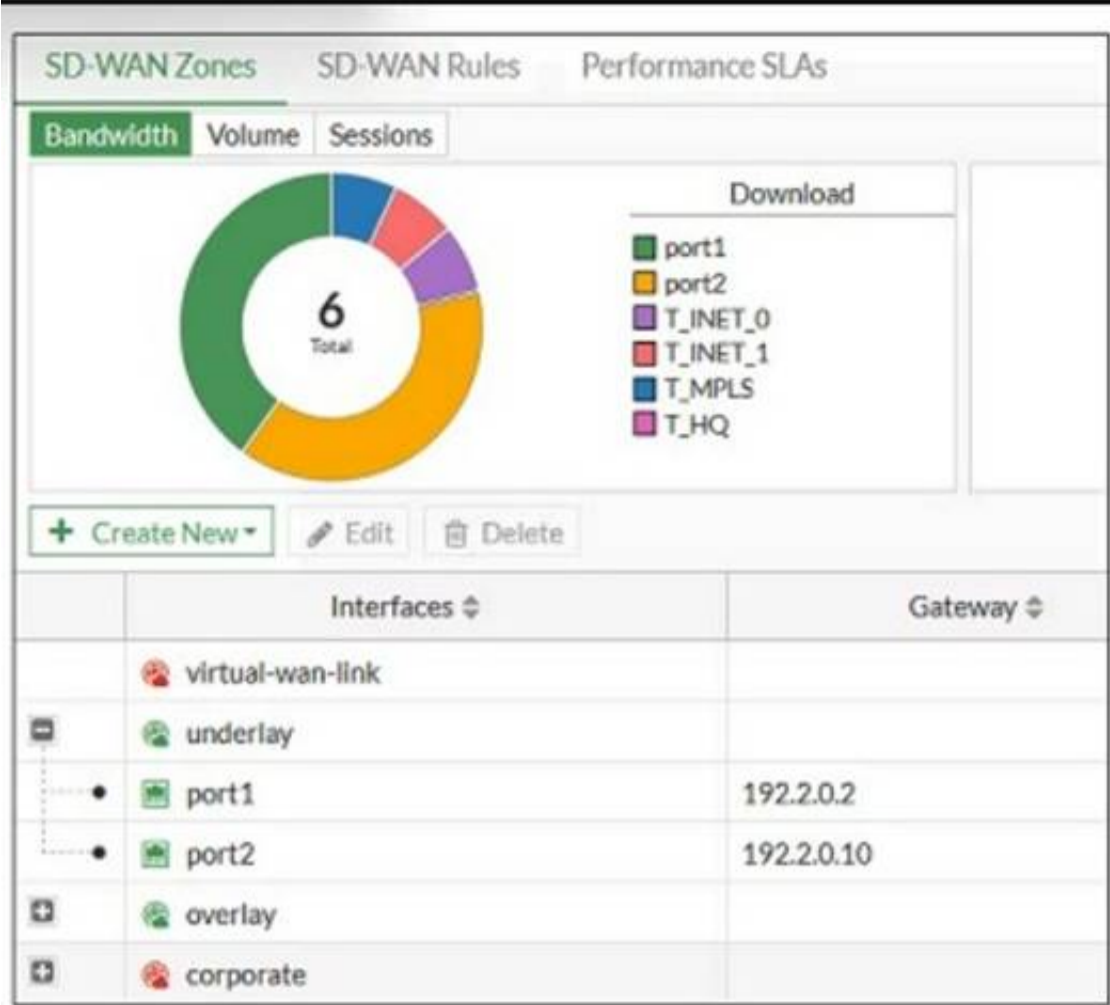 SD-WAN Zones SD-WAN Rules Performance SLAs
Bandwidth Volume Sessions
Download
port1
port2
T_INET_0
T_INET_1
T_MPLS
T_HQ
6
Total
+ Create New Edit Delete
Interfaces Gateway
virtual-wan-link
underlay
port1 192.2.0.2
port2 192.2.0.10
overlay
corporate